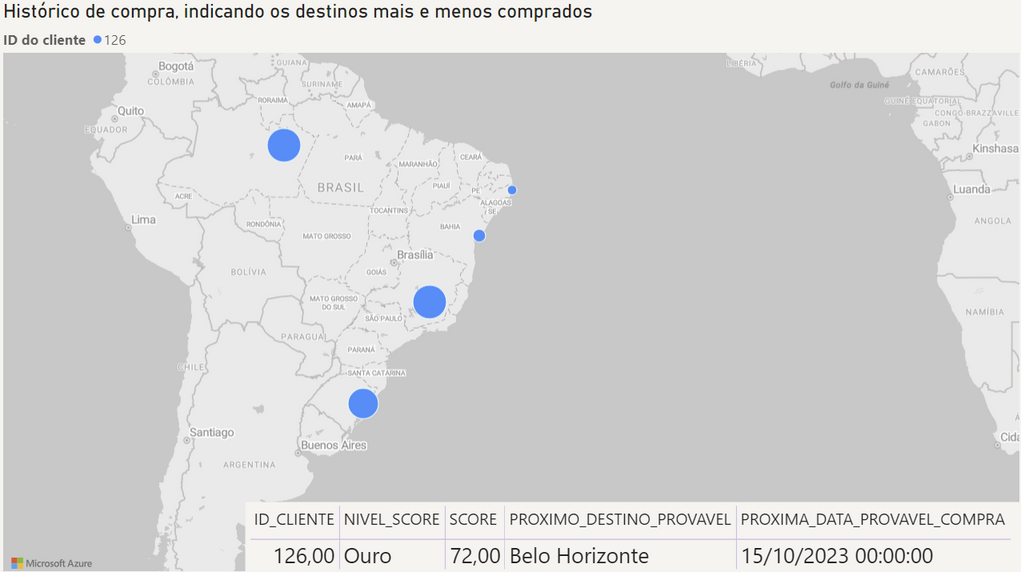 Histórico de compra, indicando os destinos mais e menos comprados
ID do cliente 126
Bogotá
COLÔMBIA
GUIANA
SURINAME
LIBÉRIA
CAMARÕES
Golfo da Guiné
RORAIMA
AMAPÁ
Quito
EQUADOR
GUINÉ EQUATORIAL
GABÃO
CONGO-BRAZZAVILLE
Kinshasa
PARÁ
MARANHÃO
CEARÁ
BRASIL
PIAUÍ
PE
Luanda
ACRE
ALAGOAS
SE
TOCANTINS
Lima
RONDÔNIA
BAHIA
ANGOLA
MATO GROSSO
Brasília
BOLÍVIA
GOIÁS
MATO GROSSO
DO SUL
SÃO PAULO
NAMÍBIA
PARAGUAI
PARANÁ
CHILE
SANTA CATARINA
Santiago
Buenos Aires
Cida
ARGENTINA
ID_CLIENTE NIVEL_SCORE SCORE PROXIMO_DESTINO_PROVAVEL PROXIMA_DATA_PROVAVEL_COMPRA
126,00 Ouro 72,00 Belo Horizonte 15/10/2023 00:00:00
Microsoft Azure